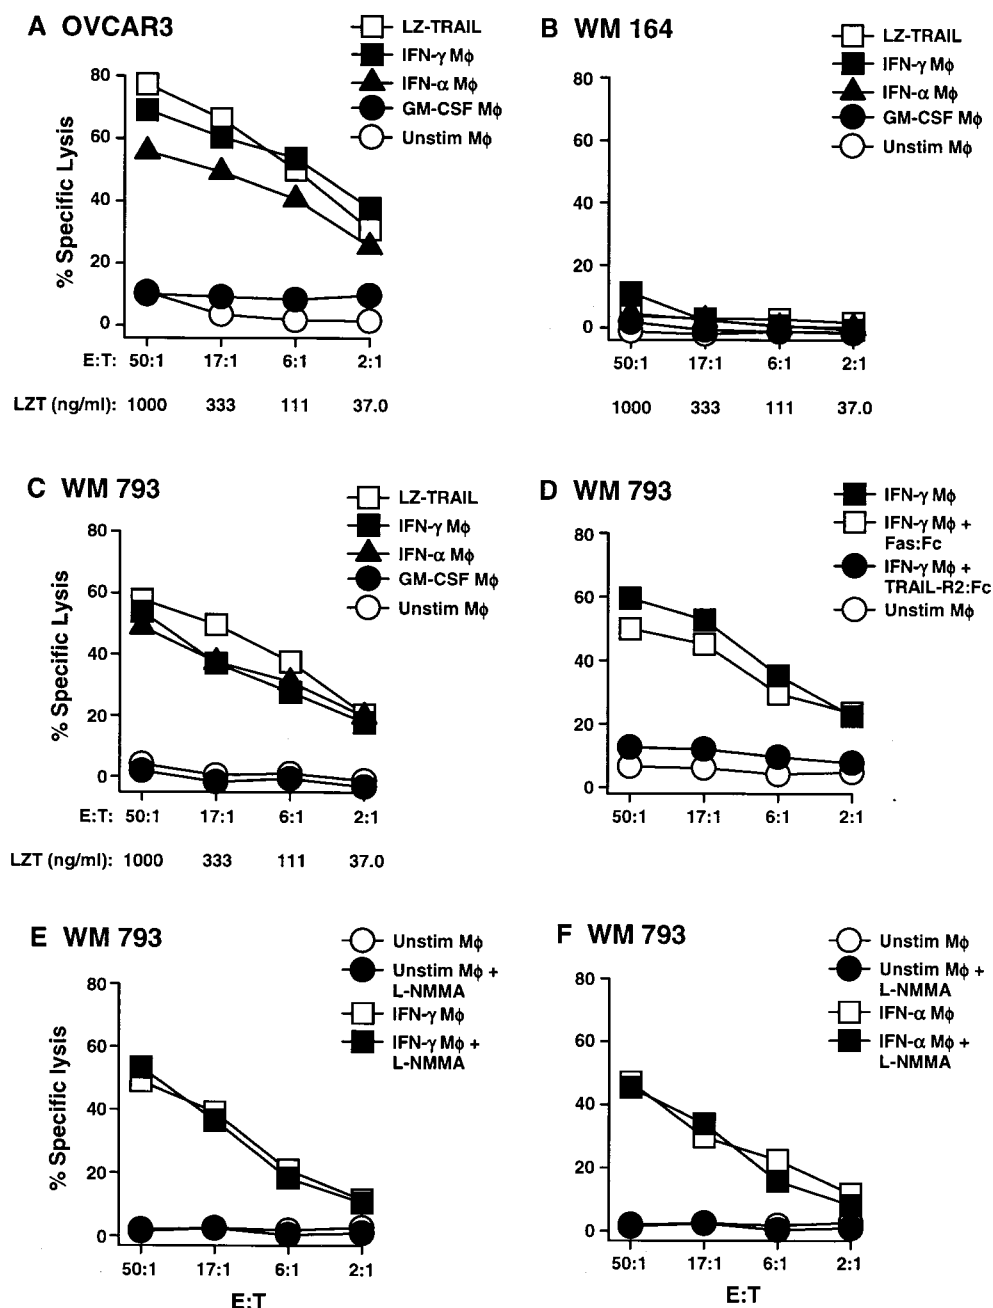 A OVCAR3
LZ-TRAIL
IFN-γ Mϕ
IFN-α Mϕ
GM-CSF Mϕ
Unstim Mϕ
% Specific Lysis
80
60
40
20
0
E:T: 50:1 17:1 6:1 2:1
LZT (ng/ml): 1000 333 111 37.0
B WM 164
LZ-TRAIL
IFN-γ Mϕ
IFN-α Mϕ
GM-CSF Mϕ
Unstim Mϕ
80
60
40
20
0
50:1 17:1 6:1 2:1
1000 333 111 37.0
C WM 793
LZ-TRAIL
IFN-γ Mϕ
IFN-α Mϕ
GM-CSF Mϕ
Unstim Mϕ
% Specific Lysis
80
60
40
20
0
E:T: 50:1 17:1 6:1 2:1
LZT (ng/ml): 1000 333 111 37.0
D WM 793
IFN-γ Mϕ
IFN-γ Mϕ +
Fas:Fc
IFN-γ Mϕ +
TRAIL-R2:Fc
Unstim Mϕ
80
60
40
20
0
50:1 17:1 6:1 2:1
E WM 793
Unstim Mϕ
Unstim Mϕ +
L-NMMA
IFN-γ Mϕ
IFN-γ Mϕ +
L-NMMA
% Specific lysis
80
60
40
20
0
50:1 17:1 6:1 2:1
E:T
F WM 793
Unstim Mϕ
Unstim Mϕ +
L-NMMA
IFN-α Mϕ
IFN-α Mϕ +
L-NMMA
80
60
40
20
0
50:1 17:1 6:1 2:1
E:T